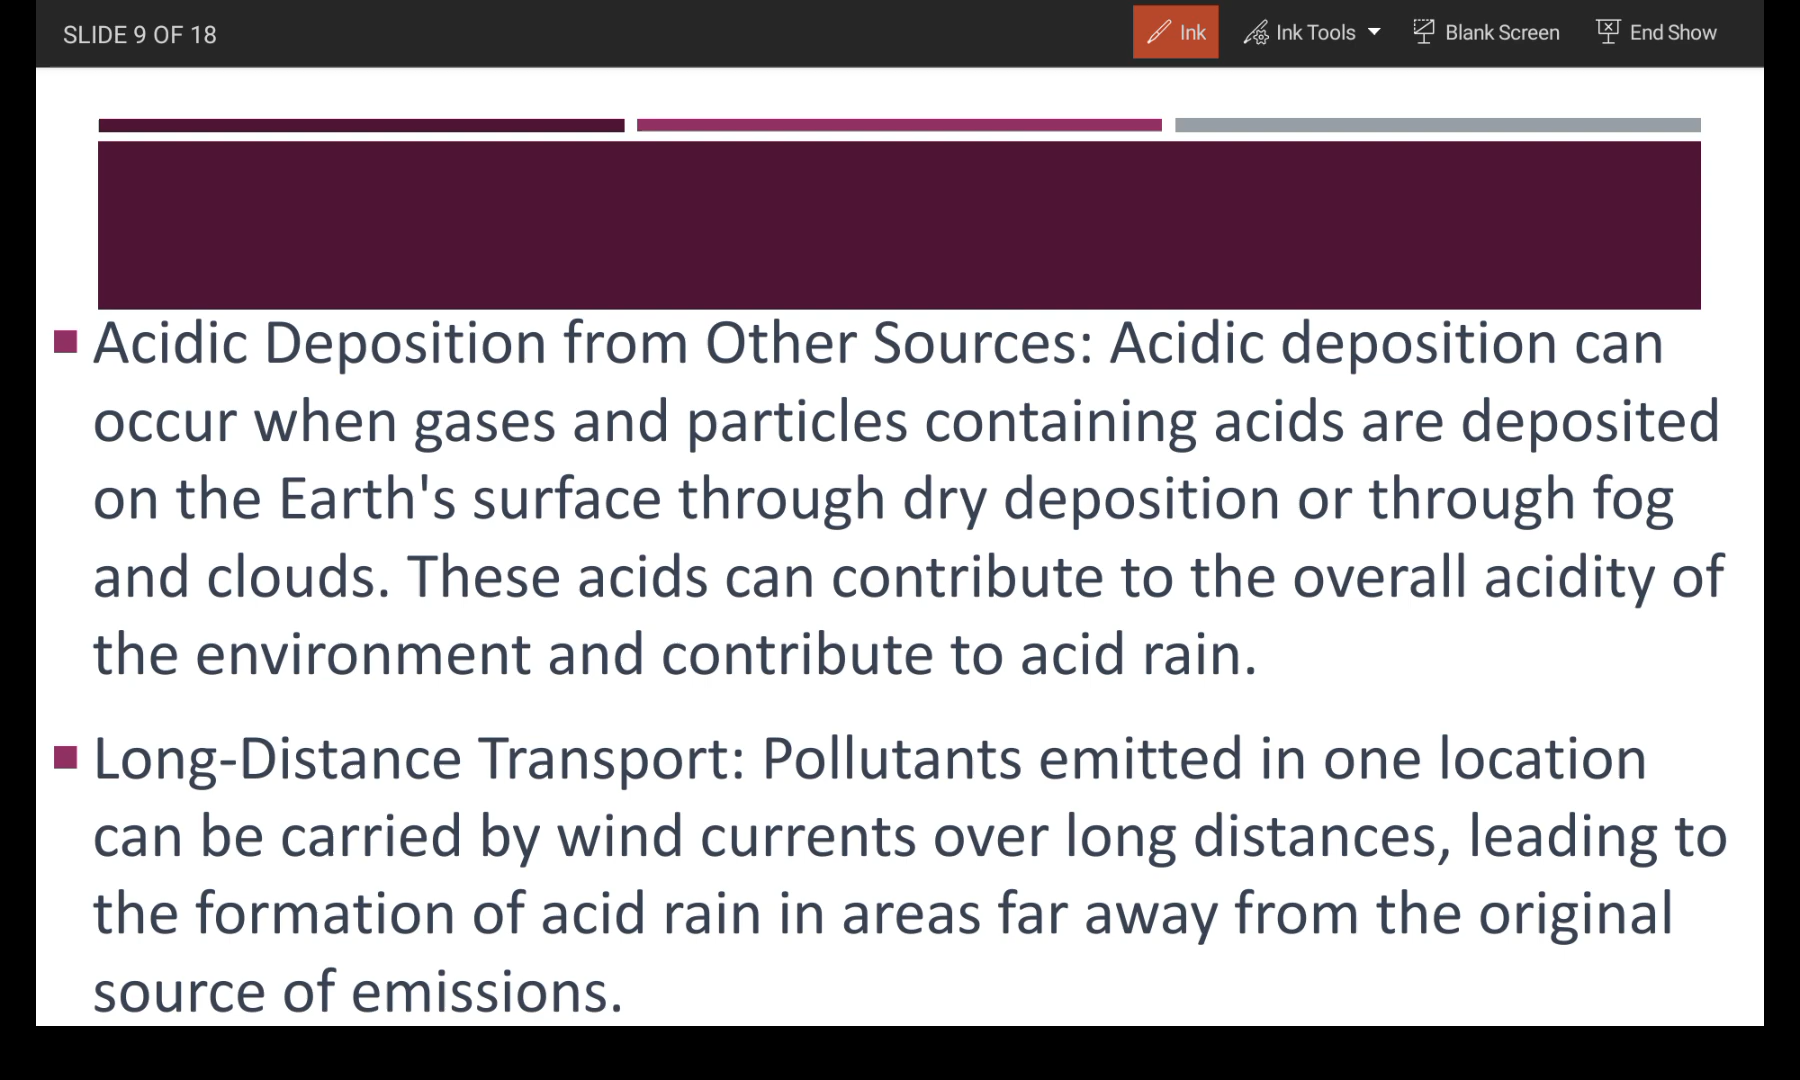 SLIDE 9 OF 18
Ink
Ink Tools
Blank Screen
End Show
Acidic Deposition from Other Sources: Acidic deposition can
occur when gases and particles containing acids are deposited
on the Earth's surface through dry deposition or through fog
and clouds. These acids can contribute to the overall acidity of
the environment and contribute to acid rain.
Long-Distance Transport: Pollutants emitted in one location
can be carried by wind currents over long distances, leading to
the formation of acid rain in areas far away from the original
source of emissions.